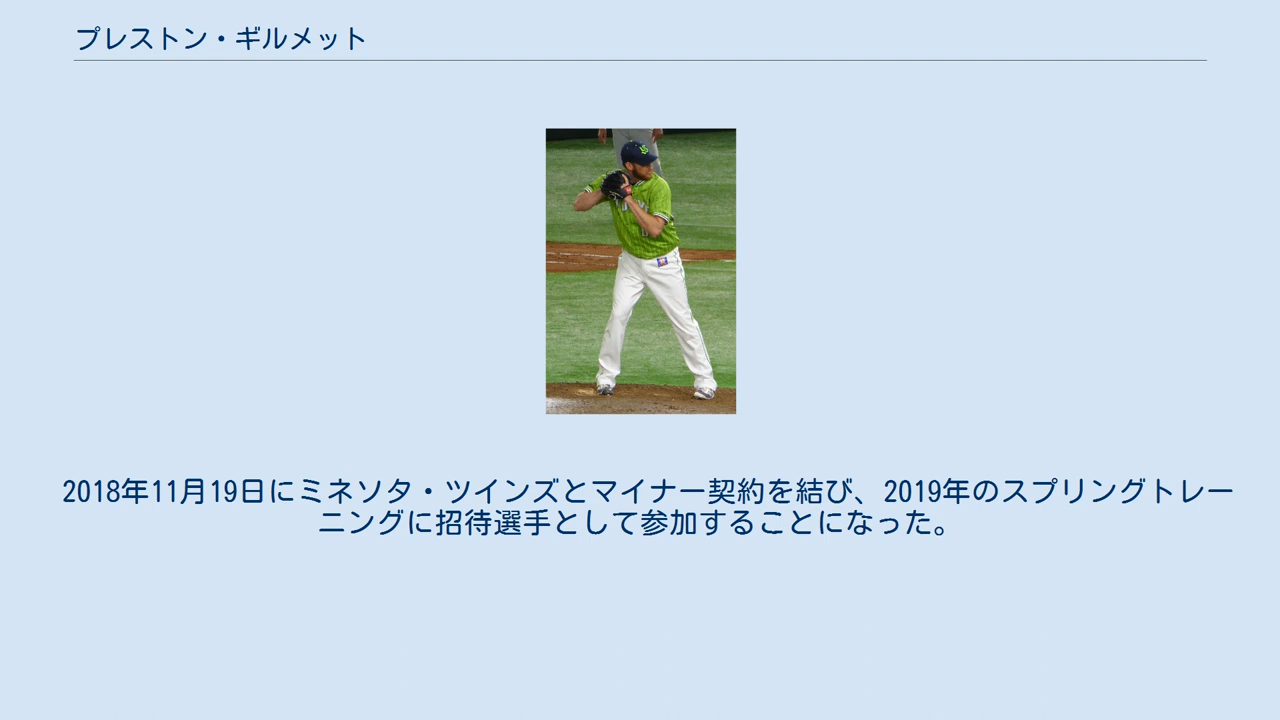 プレストン・ギルメット
2018年11月19日にミネソタ・ツインズとマイナー契約を結び、2019年のスプリングトレー
ニングに招待選手として参加することになった。